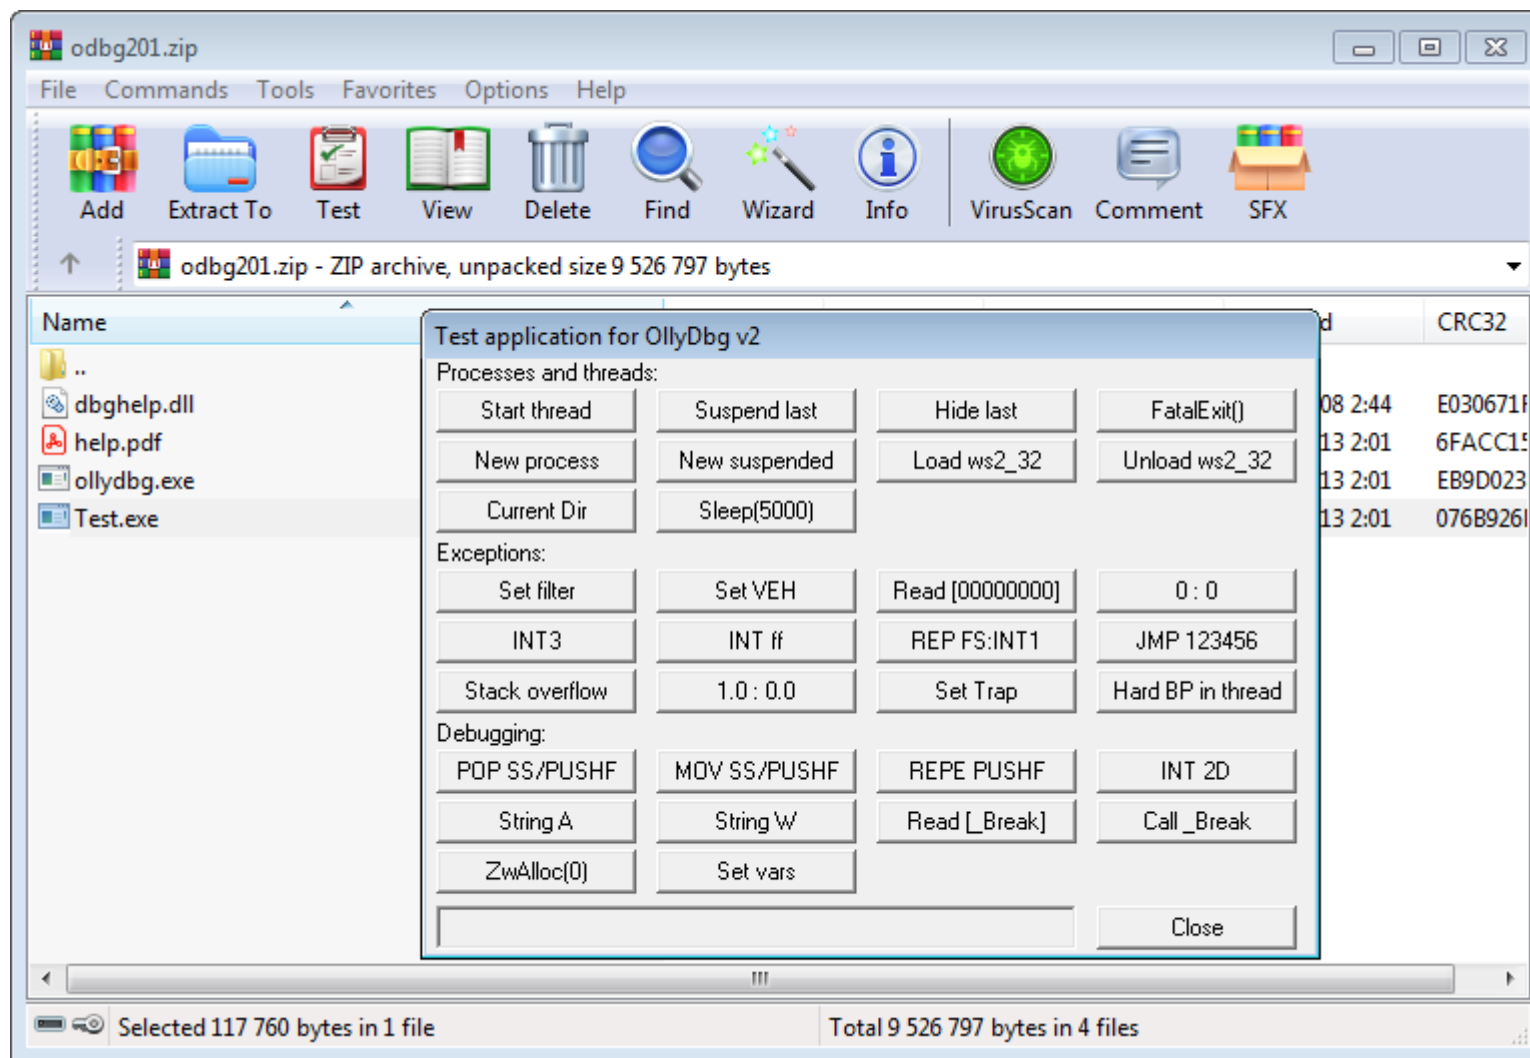 odbg201.zip
File Commands Tools Favorites Options Help
Add Extract To Test View Delete Find Wizard Info VirusScan Comment SFX
odbg201.zip - ZIP archive, unpacked size 9 526 797 bytes
Name d CRC32
..
dbghelp.dll 08 2:44 E030671F
help.pdf 13 2:01 6FACC15
ollydbg.exe 13 2:01 EB9D023
Test.exe 13 2:01 076B926
Test application for OllyDbg v2
Processes and threads:
Start thread Suspend last Hide last FatalExit()
New process New suspended Load ws2_32 Unload ws2_32
Current Dir Sleep(5000)
Exceptions:
Set filter Set VEH Read [00000000] 0 : 0
INT3 INT ff REP FS:INT1 JMP 123456
Stack overflow 1.0 : 0.0 Set Trap Hard BP in thread
Debugging:
POP SS/PUSHF MOV SS/PUSHF REPE PUSHF INT 2D
String A String W Read [_Break] Call _Break
ZwAlloc(0) Set vars
Close
Selected 117 760 bytes in 1 file Total 9 526 797 bytes in 4 files